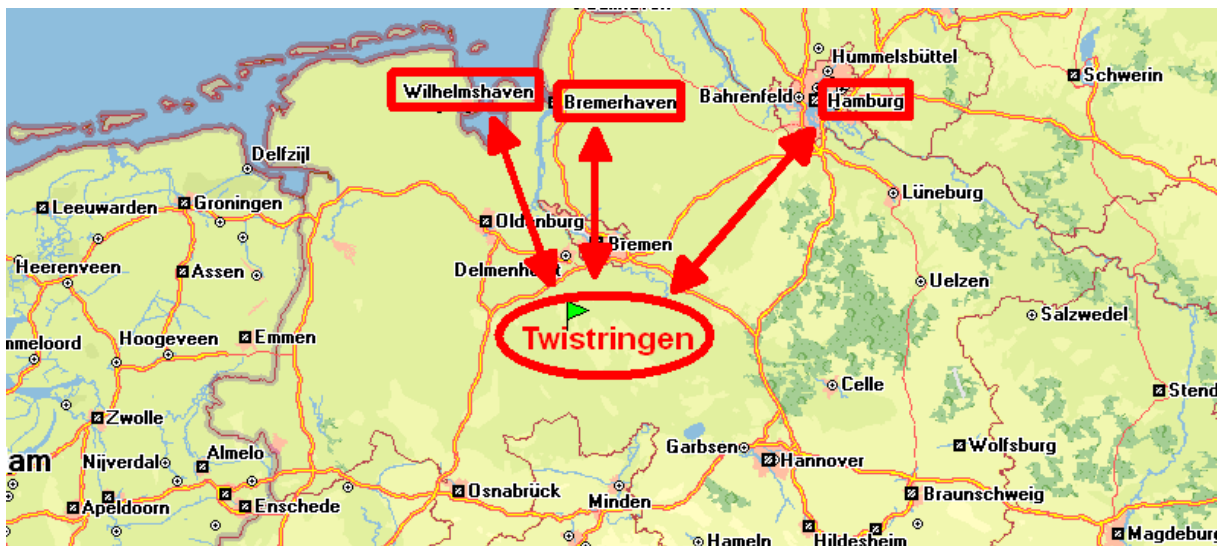 Hummelsbüttel
Schwerin
Wilhelmshaven
Bremerhaven
Bahrenfeld
Hamburg
Delfzijl
Leeuwarden
Groningen
Lüneburg
Oldenburg
Bremen
Heerenveen
Assen
Delmenhorst
Uelzen
Twistringen
Salzwedel
mmeloord
Hoogeveen
Emmen
Celle
Stend
Zwolle
Garbsen
Wolfsburg
am
Nijverdal
Almelo
Hannover
Osnabrück
Minden
Braunschweig
Apeldoorn
Enschede
Hameln
Hildesheim
Magdeburg